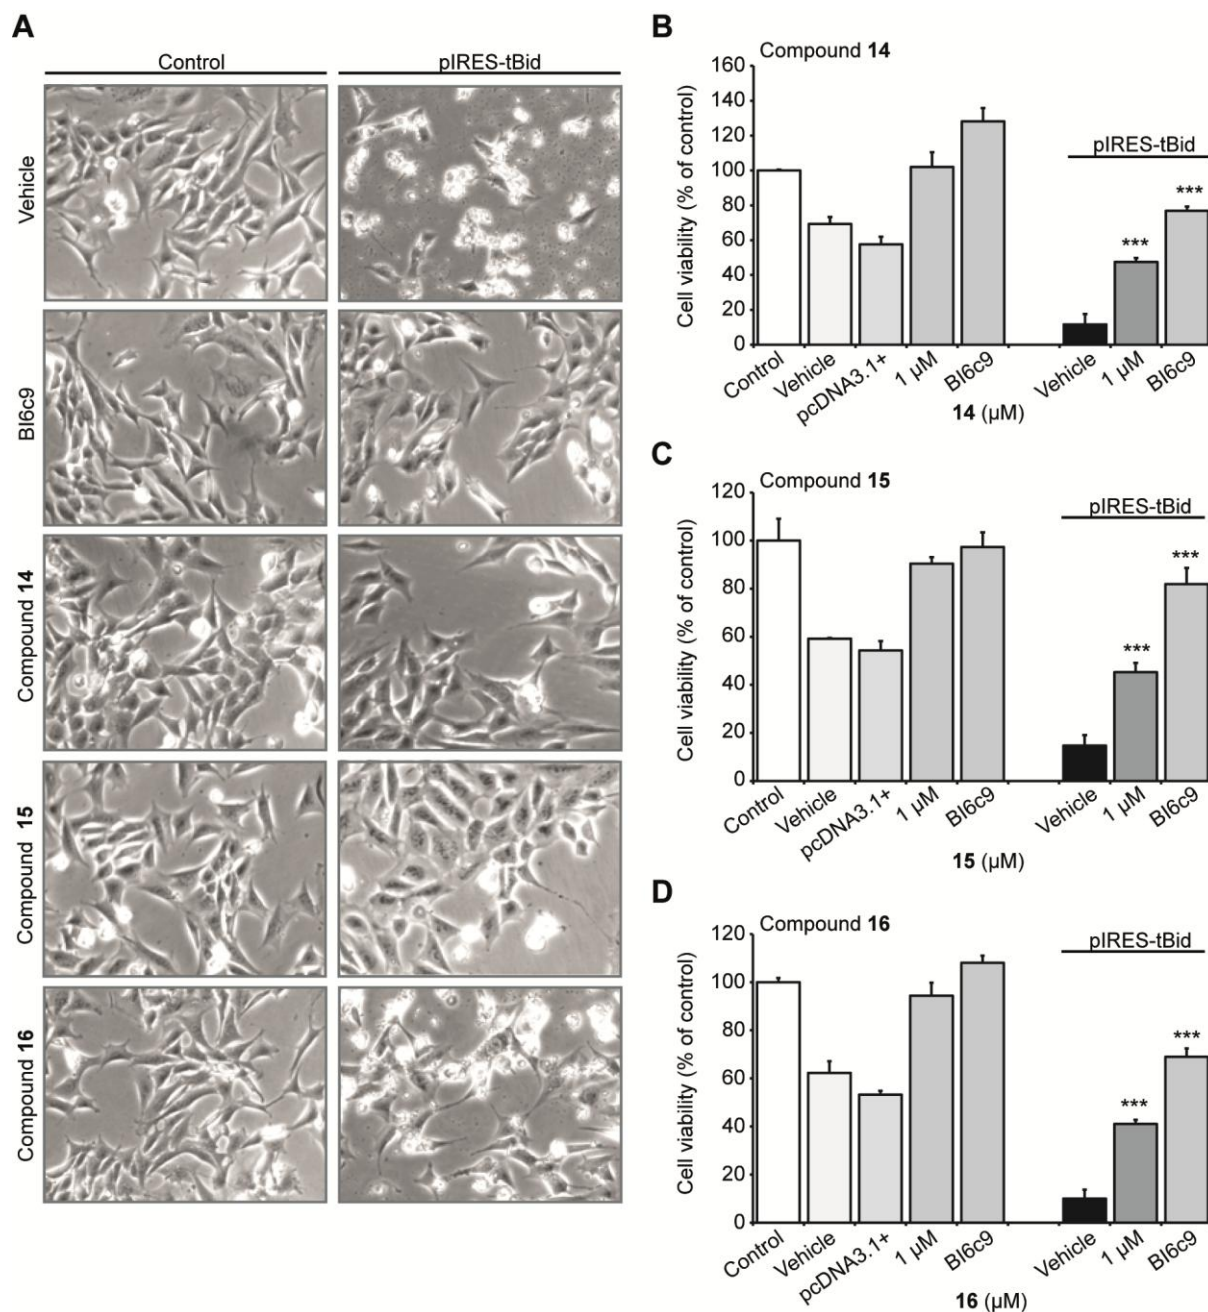 A
Control
pIRES-tBid
Vehicle
BI6c9
Compound 14
Compound 15
Compound 16
B
Compound 14
Cell viability (% of control)
160
140
120
100
80
60
40
20
0
pIRES-tBid
***
***
Control
Vehicle
pcDNA3.1+
1 µM
BI6c9
Vehicle
1 µM
BI6c9
14 (µM)
C
Compound 15
Cell viability (% of control)
120
100
80
60
40
20
0
pIRES-tBid
***
***
Control
Vehicle
pcDNA3.1+
1 µM
BI6c9
Vehicle
1 µM
BI6c9
15 (µM)
D
Compound 16
Cell viability (% of control)
120
100
80
60
40
20
0
pIRES-tBid
***
***
Control
Vehicle
pcDNA3.1+
1 µM
BI6c9
Vehicle
1 µM
BI6c9
16 (µM)